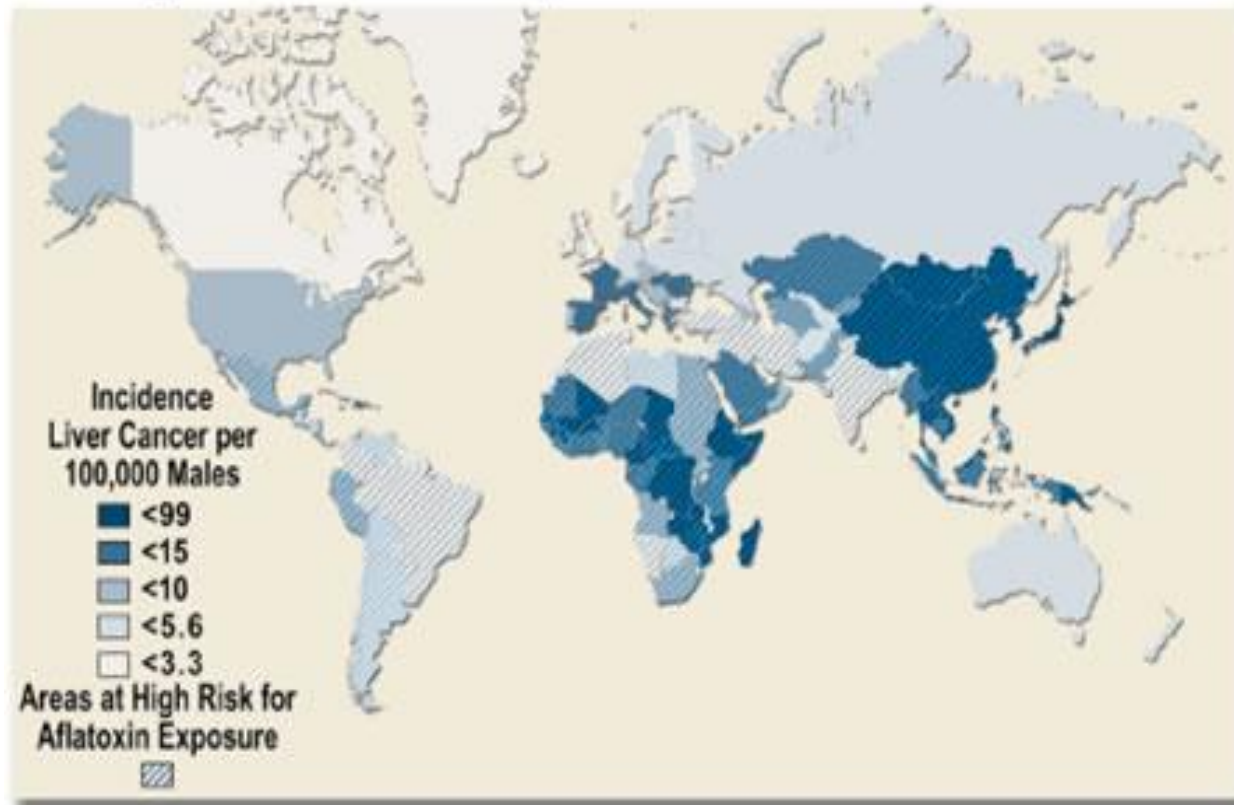 Incidence
Liver Cancer per
100,000 Males
<99
<15
<10
<5.6
<3.3
Areas at High Risk for
Aflatoxin Exposure